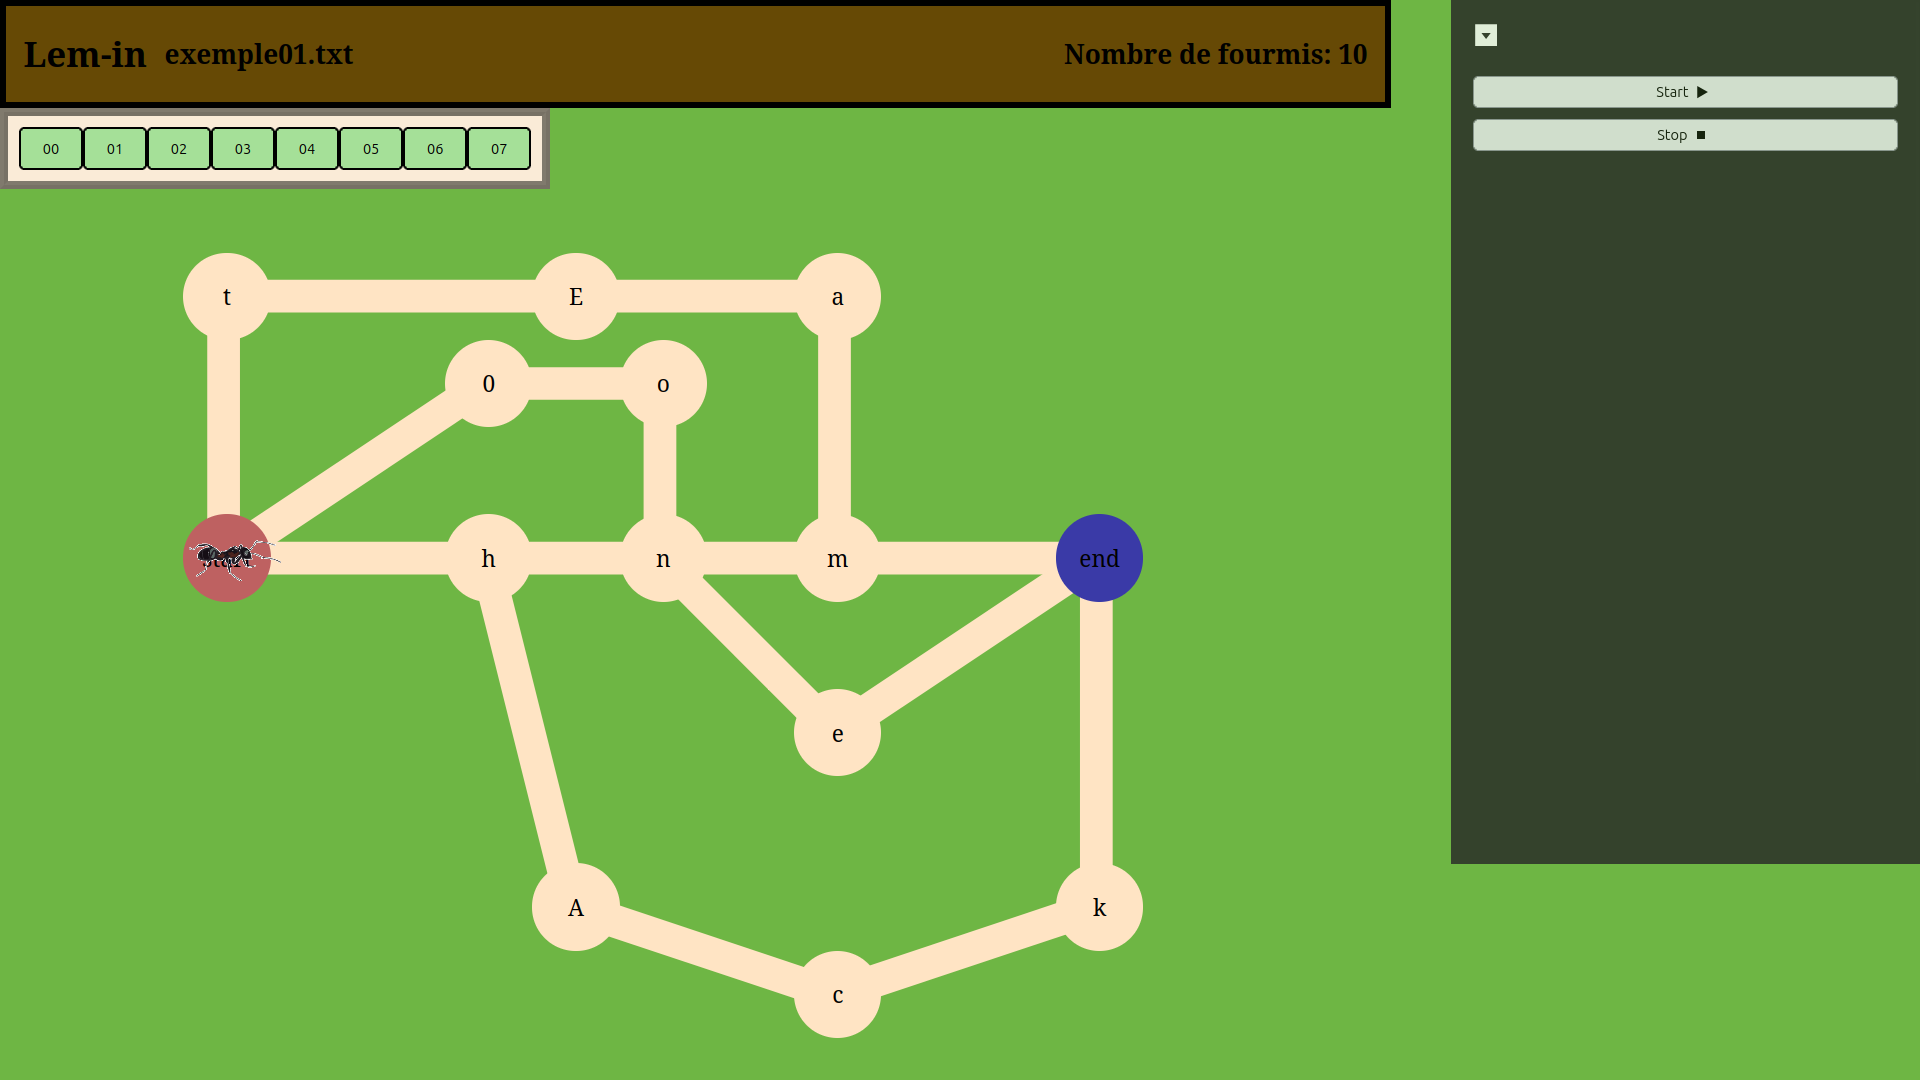 Lem-in exemple01.txt Nombre de fourmis: 10
Start
Stop
00 01 02 03 04 05 06 07
t E a
0 o
h n m end
e
A k
c